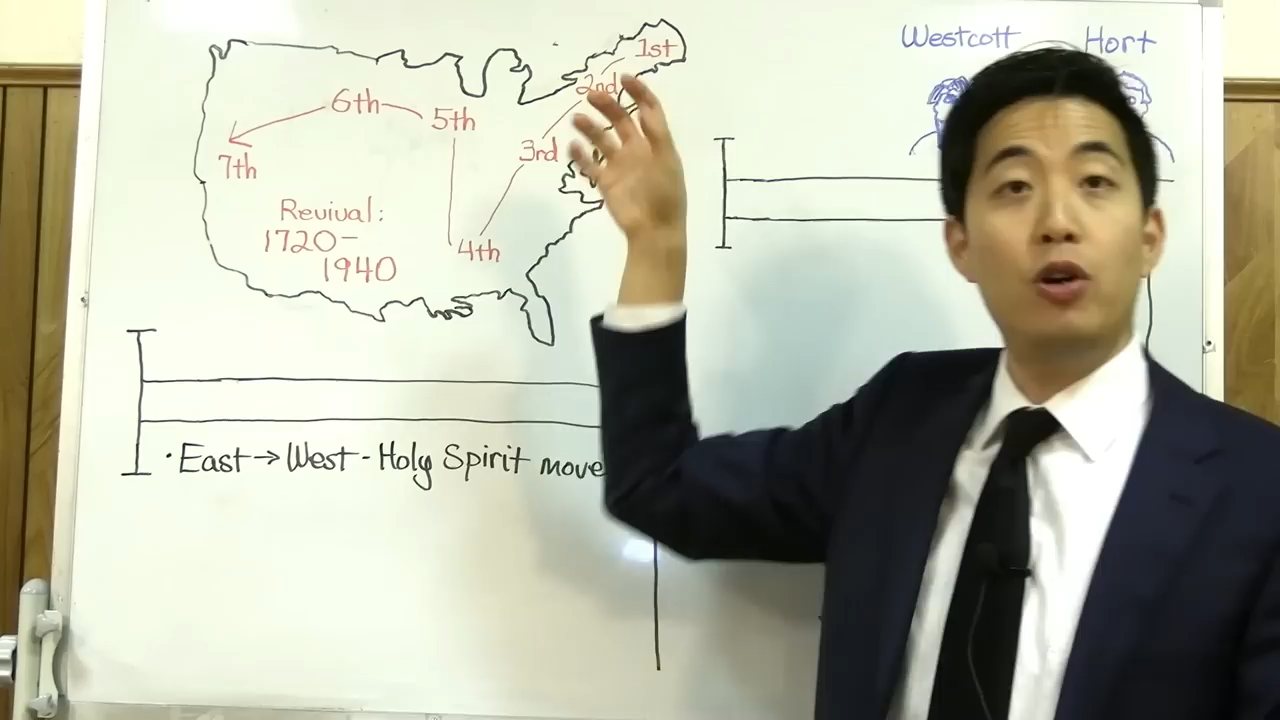 1st
2nd
3rd
4th
5th
6th
7th
Revival:
1720-
1940
· East → West - Holy Spirit move
Westcott
Hort